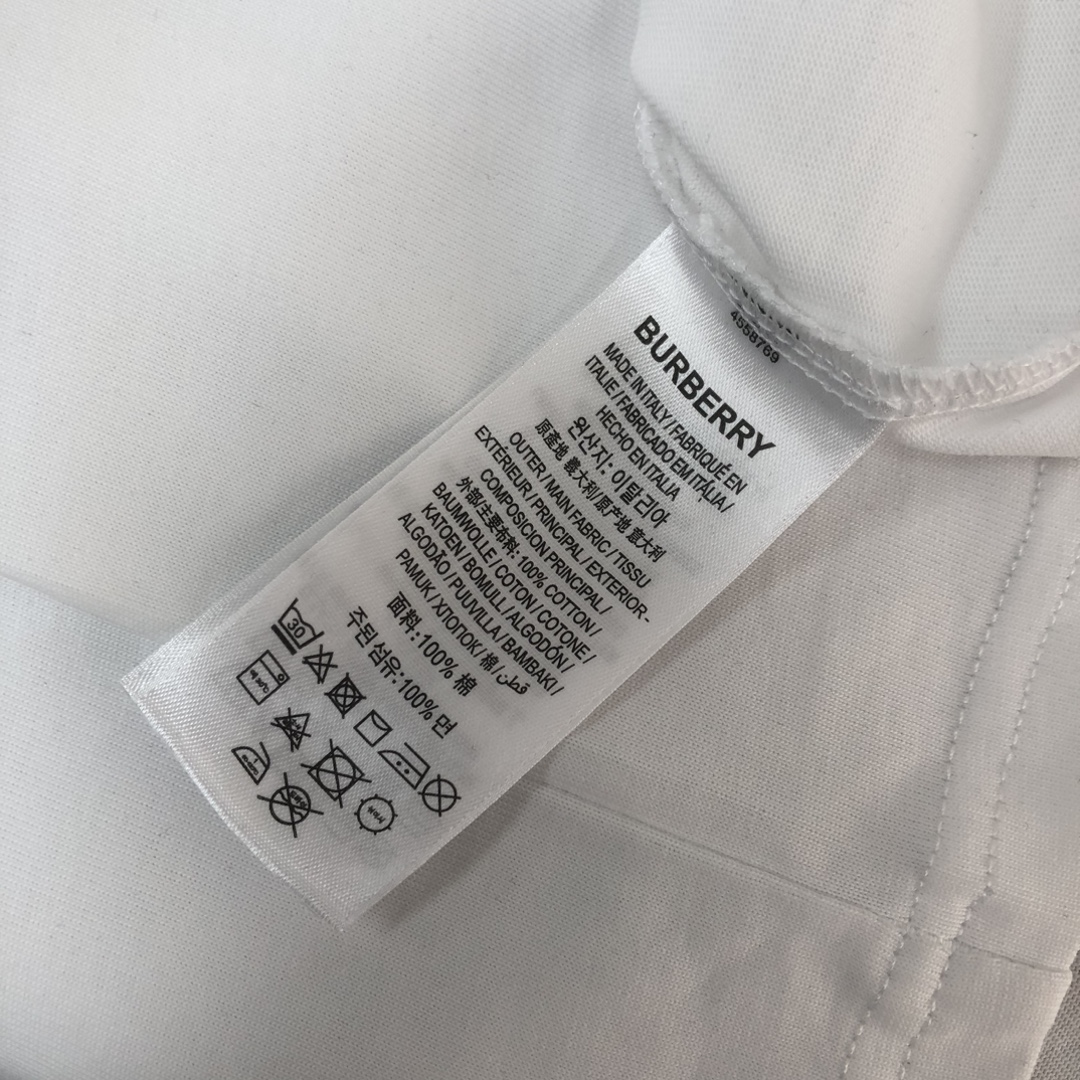 4558769
BURBERRY
MADE IN ITALY / FABRIQUÉ EN
ITALIE / FABRICADO EM ITÁLIA /
HECHO EN ITALIA
원산지: 이탈리아
原產地 義大利/原产地 意大利
OUTER / MAIN FABRIC / TISSU
EXTÉRIEUR / PRINCIPAL / EXTERIOR-
COMPOSICION PRINCIPAL /
外部/主要布料: 100% COTTON /
BAUMWOLLE / COTON / COTONE /
KATOEN / BOMULL / ALGODÓN /
ALGODÃO / PUUVILLA / BAMBAKI /
PAMUK / ХЛОПОК / 棉 / قطن
面料: 100% 棉
주된 섬유: 100% 면
30